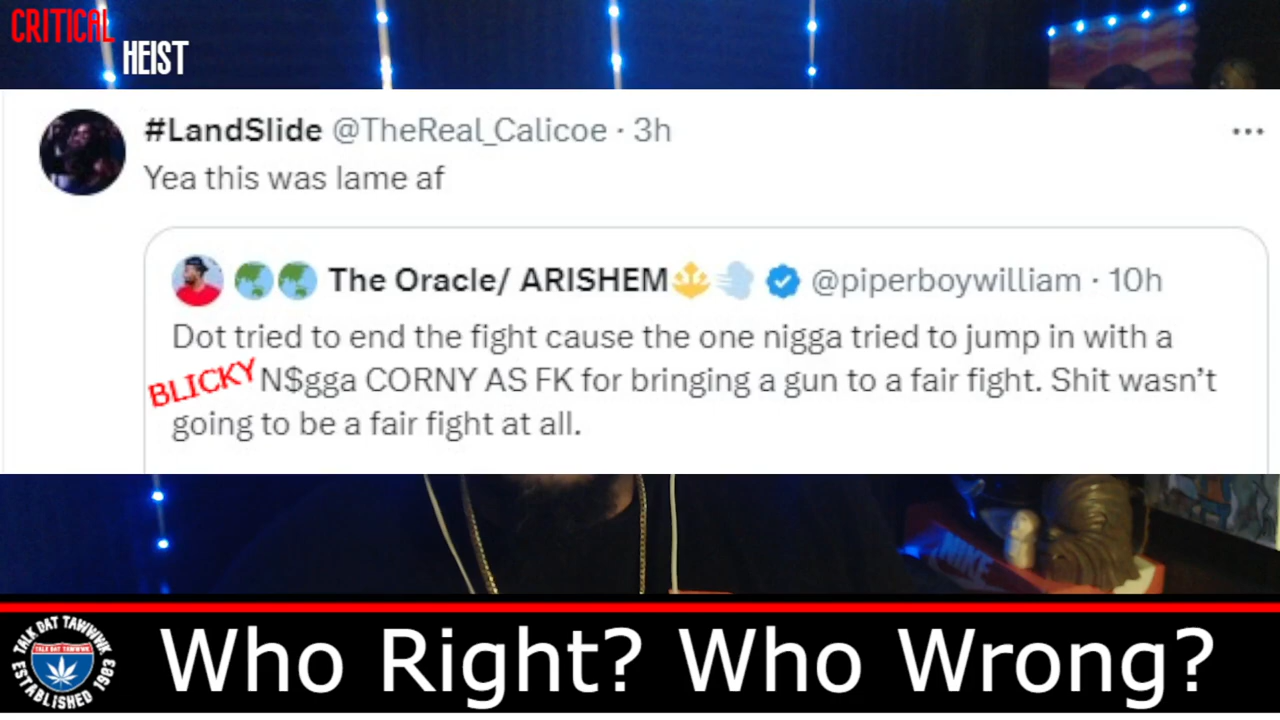 CRITICAL
HEIST
#LandSlide @TheReal_Calicoe · 3h
Yea this was lame af
The Oracle/ ARISHEM @piperboywilliam · 10h
Dot tried to end the fight cause the one nigga tried to jump in with a
BLICKY N$gga CORNY AS FK for bringing a gun to a fair fight. Shit wasn't
going to be a fair fight at all.
NIKE
TALK DAT TAWWWK
TALK DAT TAWWWK
ESTABLISHED 1983
Who Right? Who Wrong?